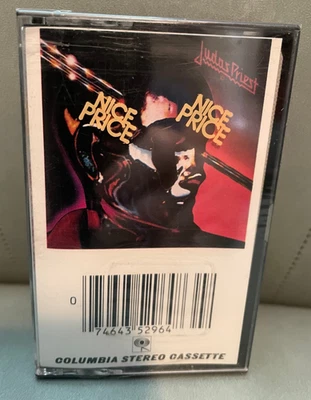 Judas Priest
NICE
PRICE
NICE
PRICE
0
74643 52964
COLUMBIA STEREO CASSETTE